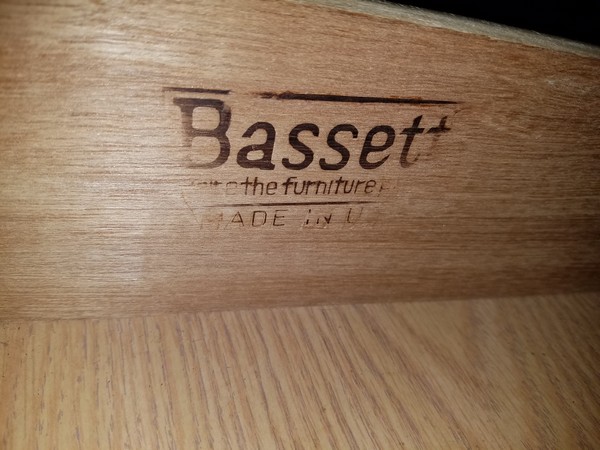 Bassett
the furniture
MADE IN U